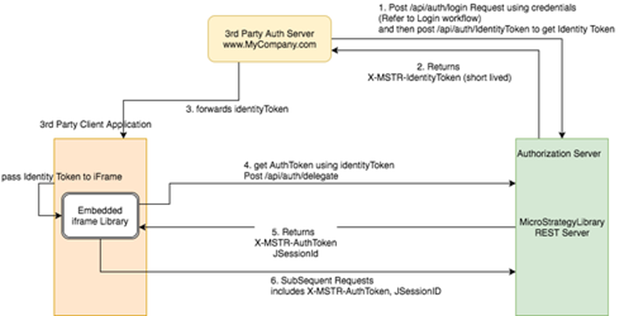 1. Post /api/auth/login Request using credentials
(Refer to Login workflow)
and then post /api/auth/IdentityToken to get Identity Token
3rd Party Auth Server
www.MyCompany.com
2. Returns
X-MSTR-IdentityToken (short lived)
3. forwards identityToken
3rd Party Client Application
Authorization Server
4. get AuthToken using identityToken
Post /api/auth/delegate
pass Identity Token to iFrame
Embedded
iframe Library
MicroStrategyLibrary
REST Server
5. Returns
X-MSTR-AuthToken
JSessionId
6. SubSequent Requests
includes X-MSTR-AuthToken, JSessionID